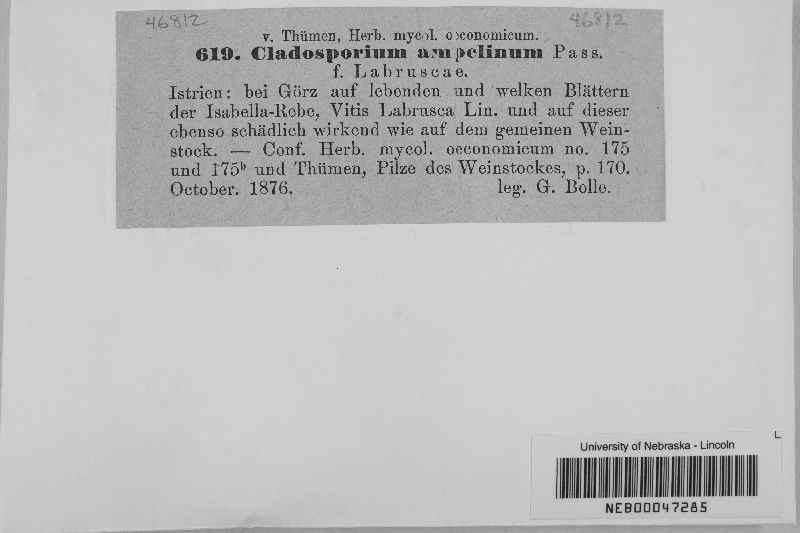 46812 46812
v. Thümen, Herb. mycol. oeconomicum.
619. Cladosporium ampelinum Pass.
f. Labruscae.
Istrien: bei Görz auf lebenden und welken Blättern
der Isabella-Rebe, Vitis Labrusca Lin. und auf dieser
ebenso schädlich wirkend wie auf dem gemeinen Wein-
stock. — Conf. Herb. mycol. oeconomicum no. 175
und 175ᵇ und Thümen, Pilze des Weinstockes, p. 170.
October. 1876. leg. G. Bolle.
L
University of Nebraska - Lincoln
NEB00047285